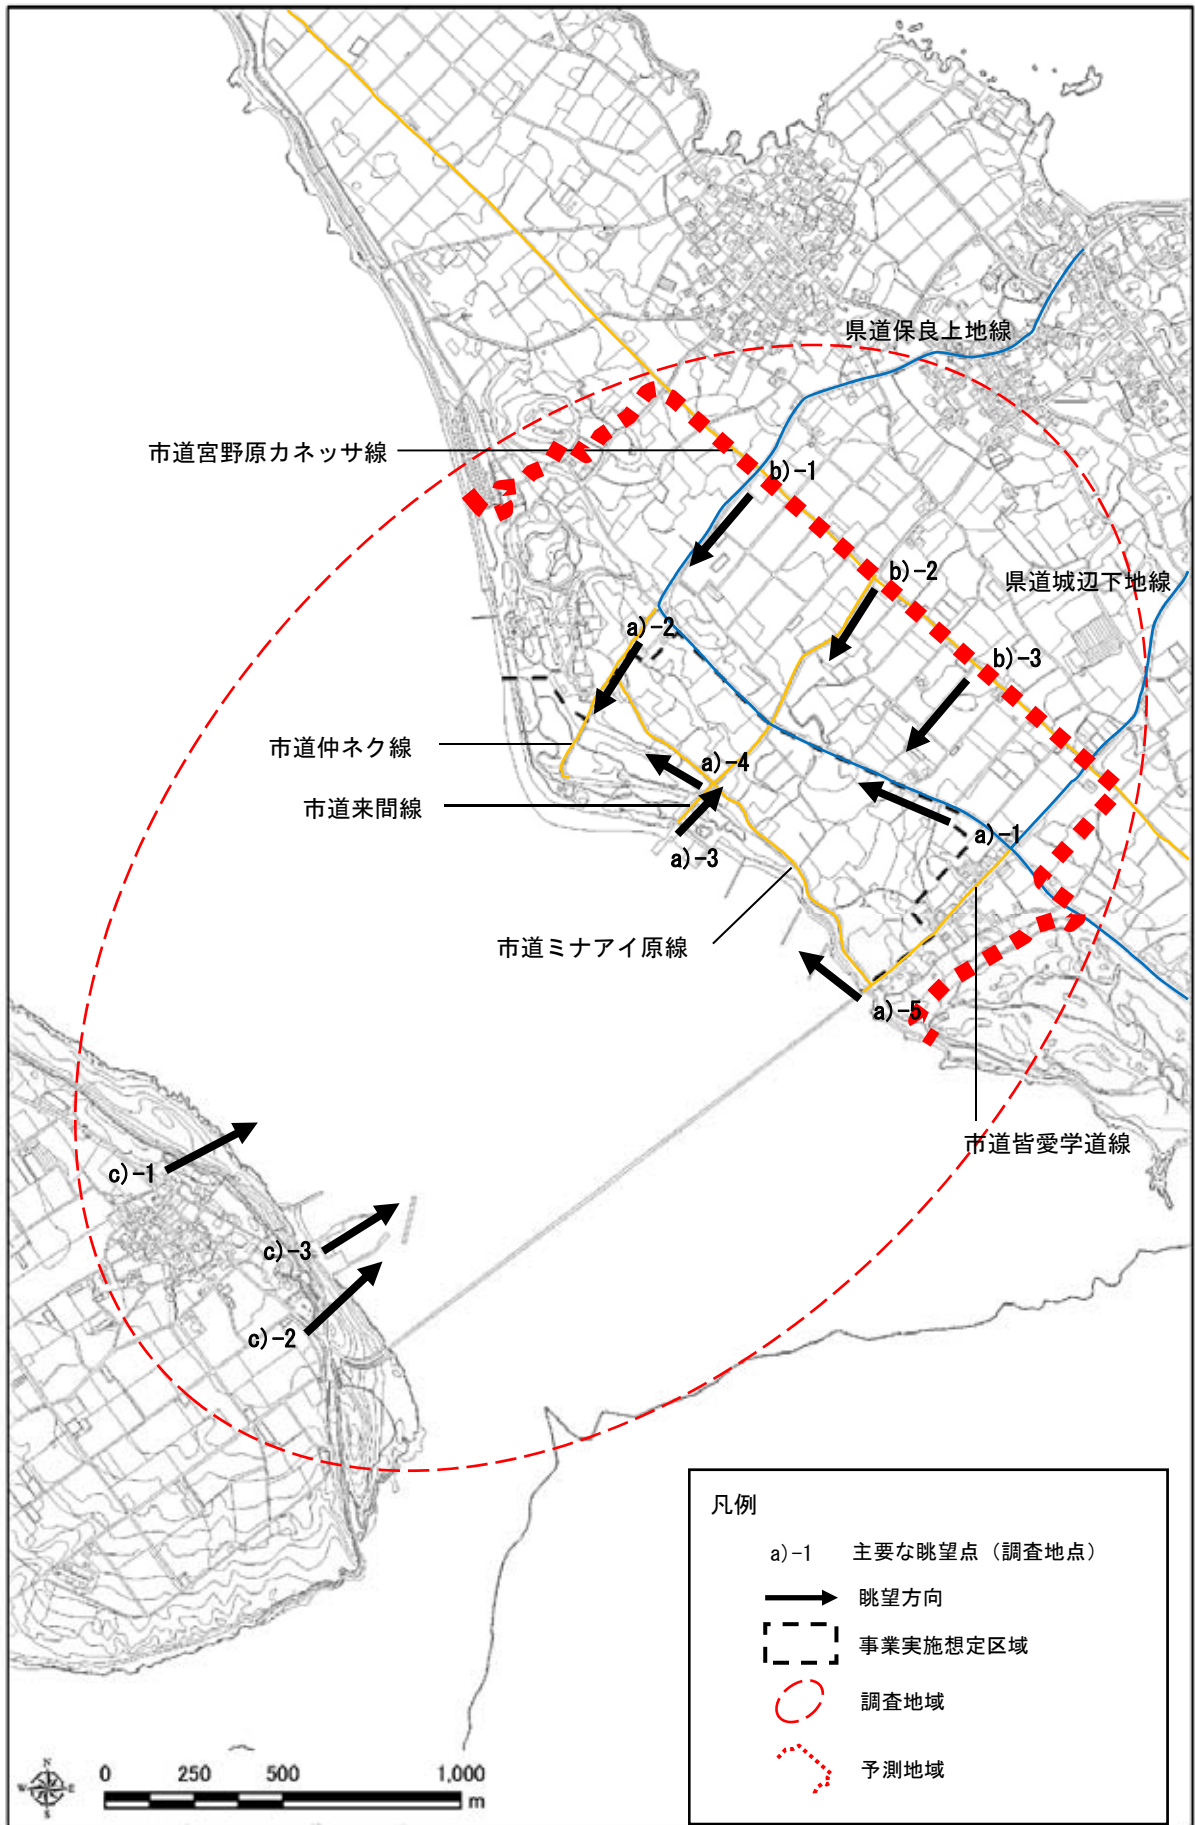 県道保良上地線
市道宮野原カネッサ線
b)-1
b)-2
県道城辺下地線
a)-2
b)-3
市道仲ネク線
a)-4
市道来間線
a)-1
a)-3
市道ミナアイ原線
a)-5
市道皆愛学道線
c)-1
c)-3
c)-2
凡例
a)-1 主要な眺望点（調査地点）
眺望方向
事業実施想定区域
調査地域
予測地域
N
W E
S
0 250 500 1,000
m